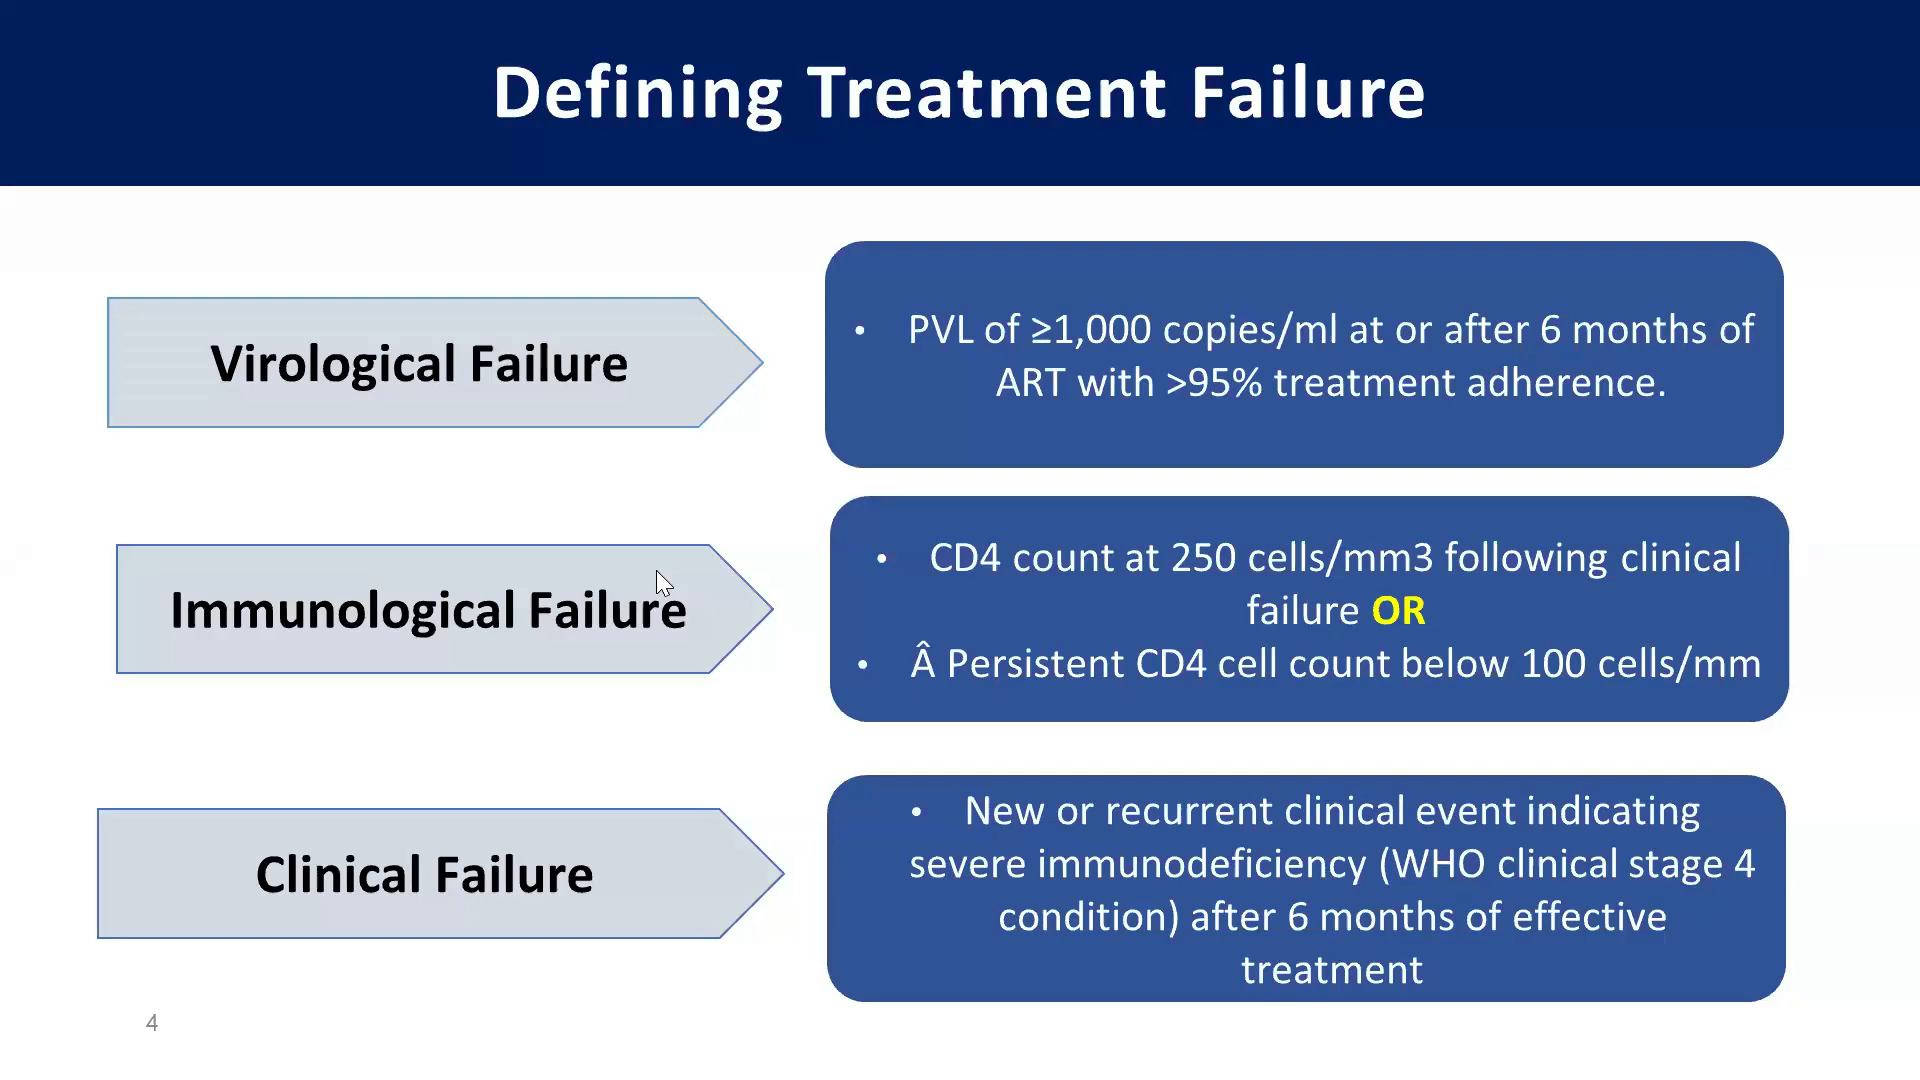 Defining Treatment Failure
Virological Failure
• PVL of ≥1,000 copies/ml at or after 6 months of
ART with >95% treatment adherence.
Immunological Failure
• CD4 count at 250 cells/mm3 following clinical
failure OR
• Â Persistent CD4 cell count below 100 cells/mm
Clinical Failure
• New or recurrent clinical event indicating
severe immunodeficiency (WHO clinical stage 4
condition) after 6 months of effective
treatment
4